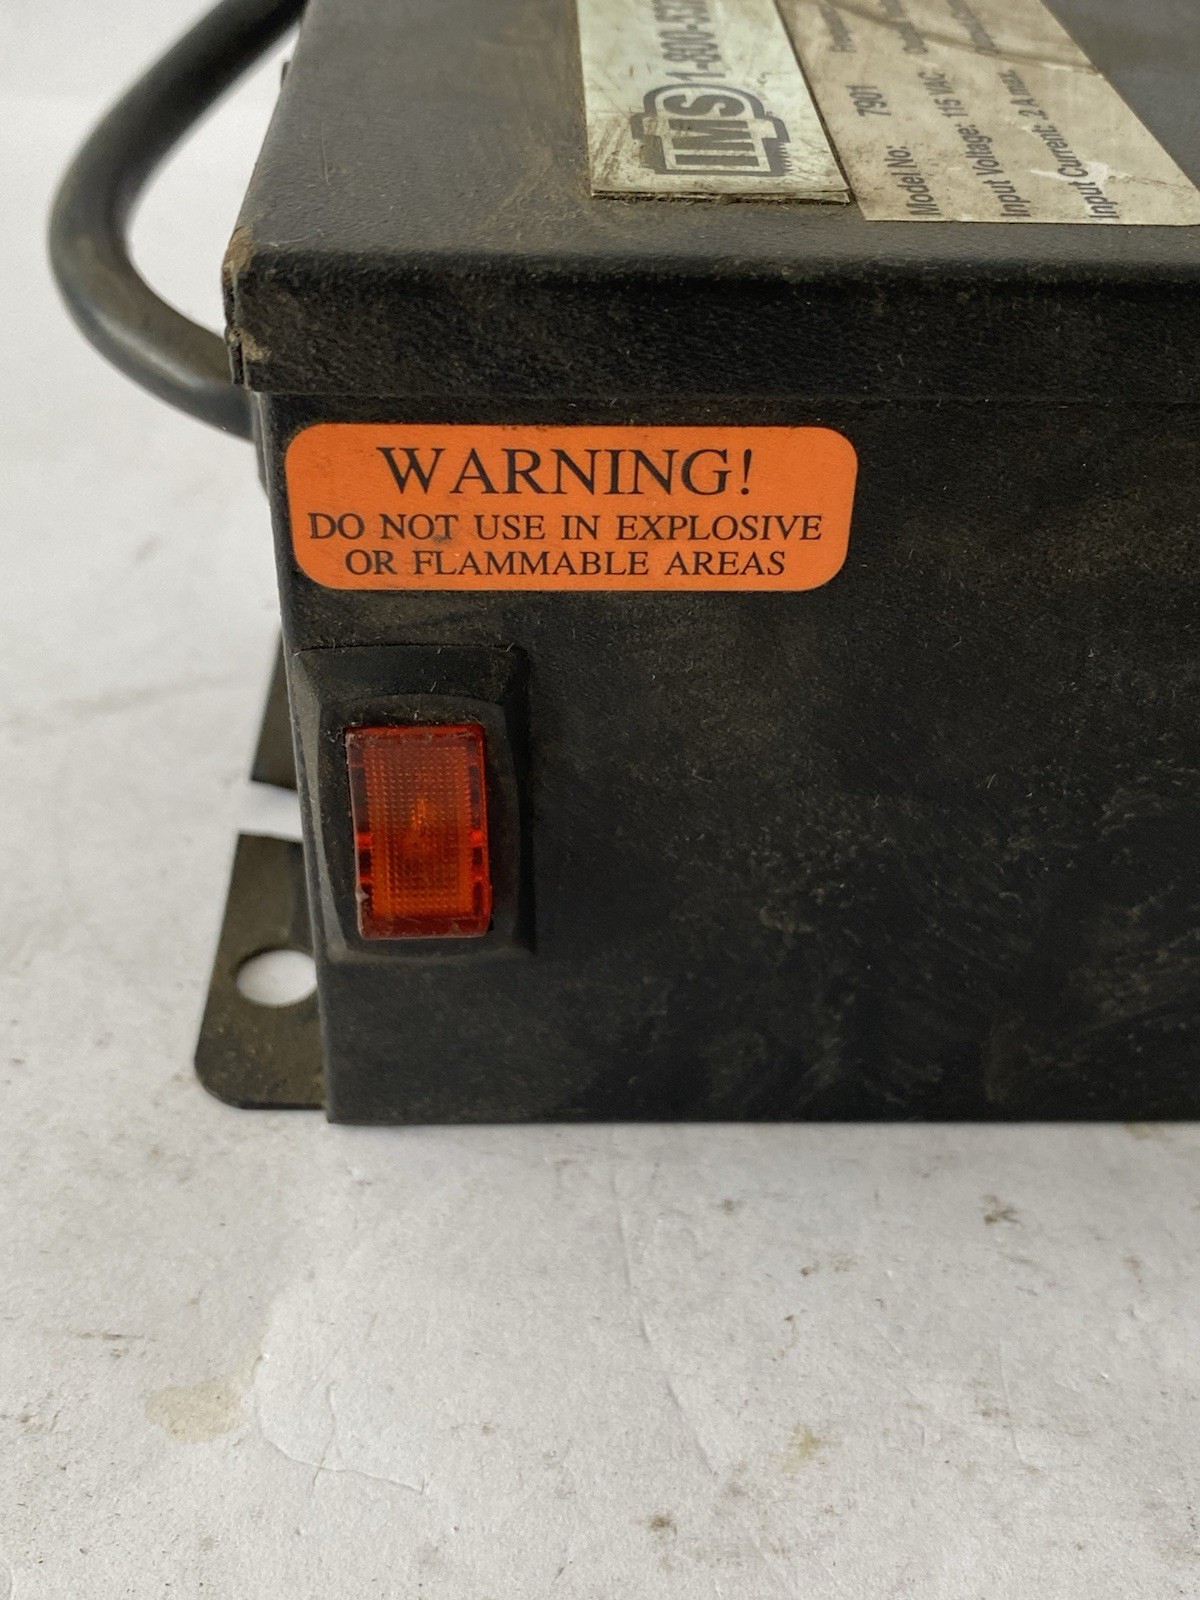 IMS 1-800-
Model No: 7901
Input Voltage: 115 VAC
Input Current: .2 A max.
WARNING!
DO NOT USE IN EXPLOSIVE
OR FLAMMABLE AREAS